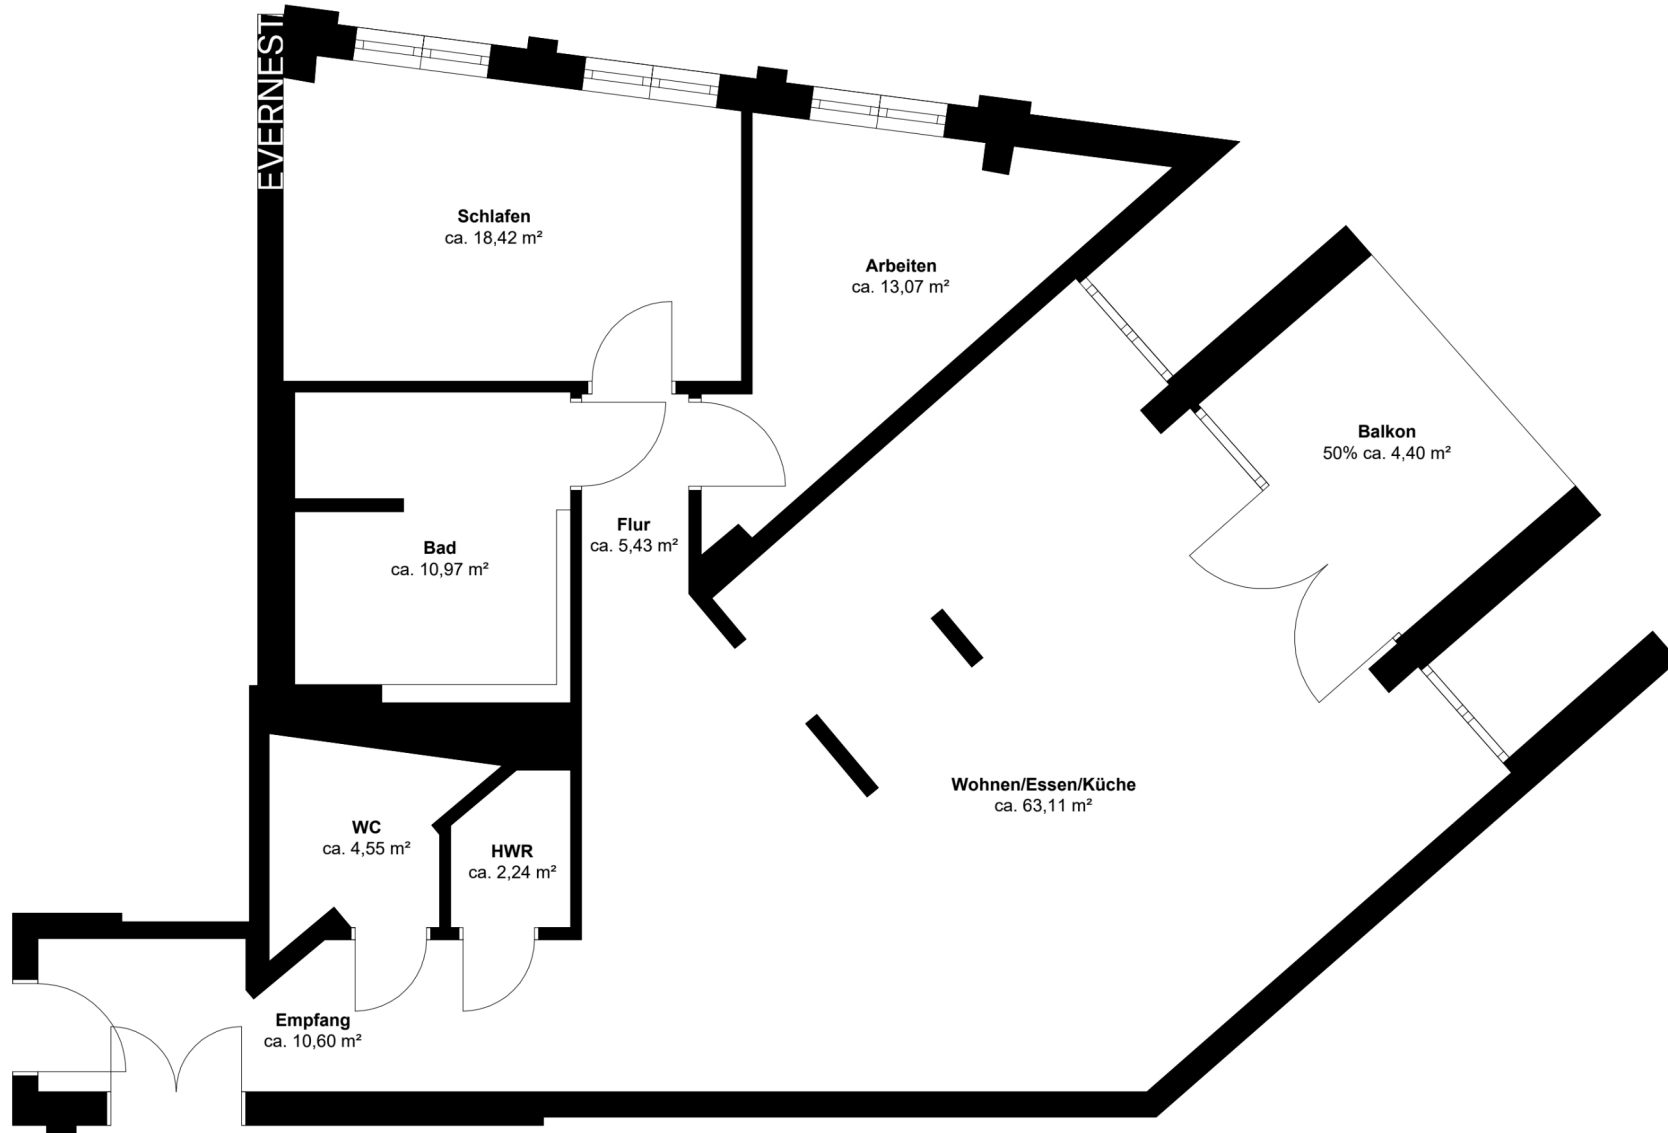 EVERNEST
Schlafen
ca. 18,42 m²
Arbeiten
ca. 13,07 m²
Balkon
50% ca. 4,40 m²
Flur
ca. 5,43 m²
Bad
ca. 10,97 m²
Wohnen/Essen/Küche
ca. 63,11 m²
WC
ca. 4,55 m²
HWR
ca. 2,24 m²
Empfang
ca. 10,60 m²